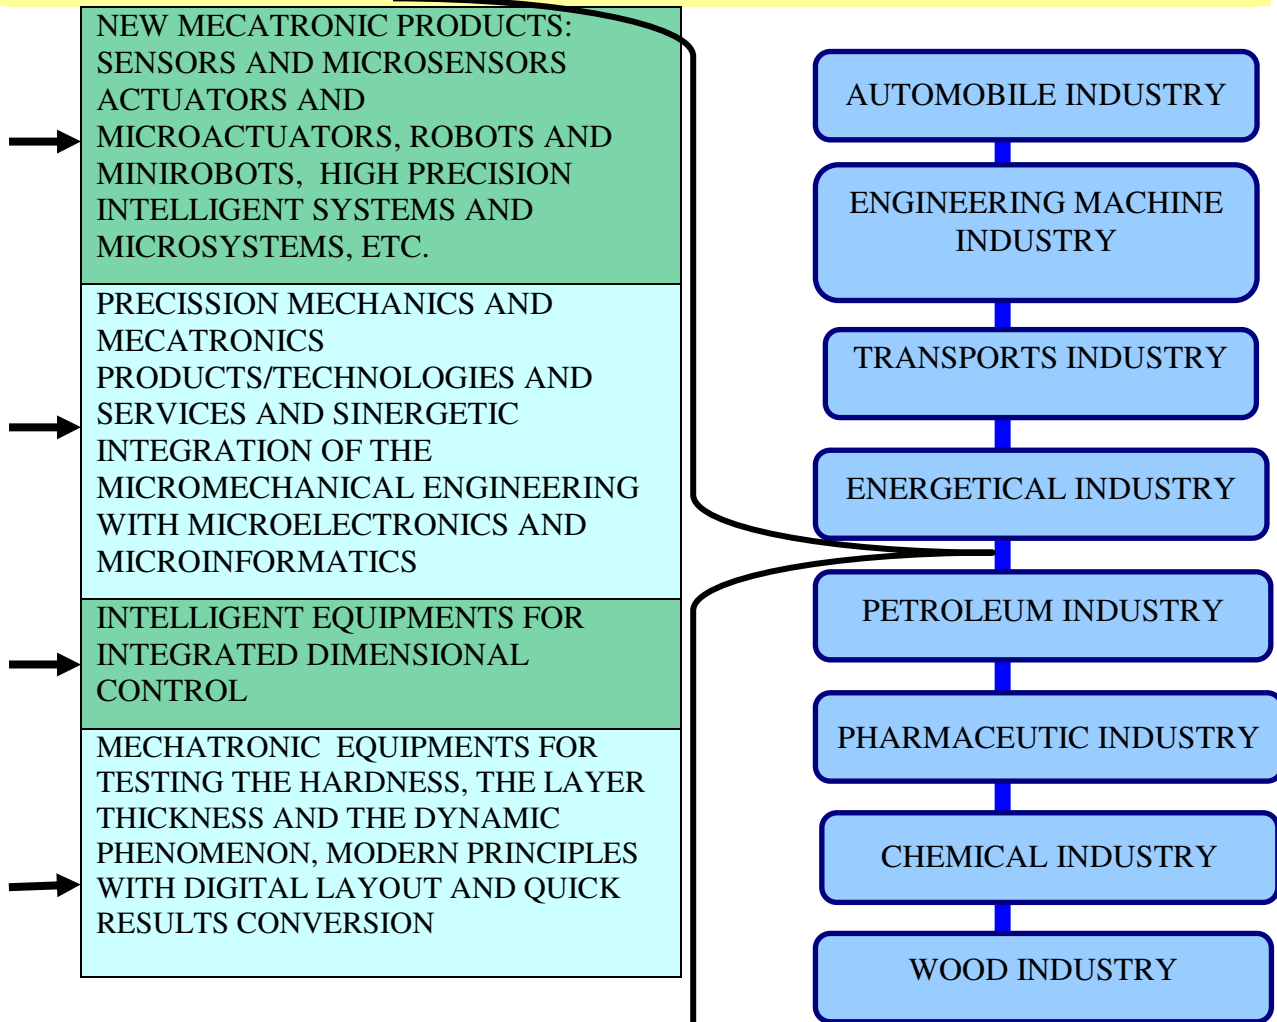 NEW MECATRONIC PRODUCTS:
SENSORS AND MICROSENSORS
ACTUATORS AND
MICROACTUATORS, ROBOTS AND
MINIROBOTS, HIGH PRECISION
INTELLIGENT SYSTEMS AND
MICROSYSTEMS, ETC.
PRECISSION MECHANICS AND
MECATRONICS
PRODUCTS/TECHNOLOGIES AND
SERVICES AND SINERGETIC
INTEGRATION OF THE
MICROMECHANICAL ENGINEERING
WITH MICROELECTRONICS AND
MICROINFORMATICS
INTELLIGENT EQUIPMENTS FOR
INTEGRATED DIMENSIONAL
CONTROL
MECHATRONIC EQUIPMENTS FOR
TESTING THE HARDNESS, THE LAYER
THICKNESS AND THE DYNAMIC
PHENOMENON, MODERN PRINCIPLES
WITH DIGITAL LAYOUT AND QUICK
RESULTS CONVERSION
AUTOMOBILE INDUSTRY
ENGINEERING MACHINE
INDUSTRY
TRANSPORTS INDUSTRY
ENERGETICAL INDUSTRY
PETROLEUM INDUSTRY
PHARMACEUTIC INDUSTRY
CHEMICAL INDUSTRY
WOOD INDUSTRY